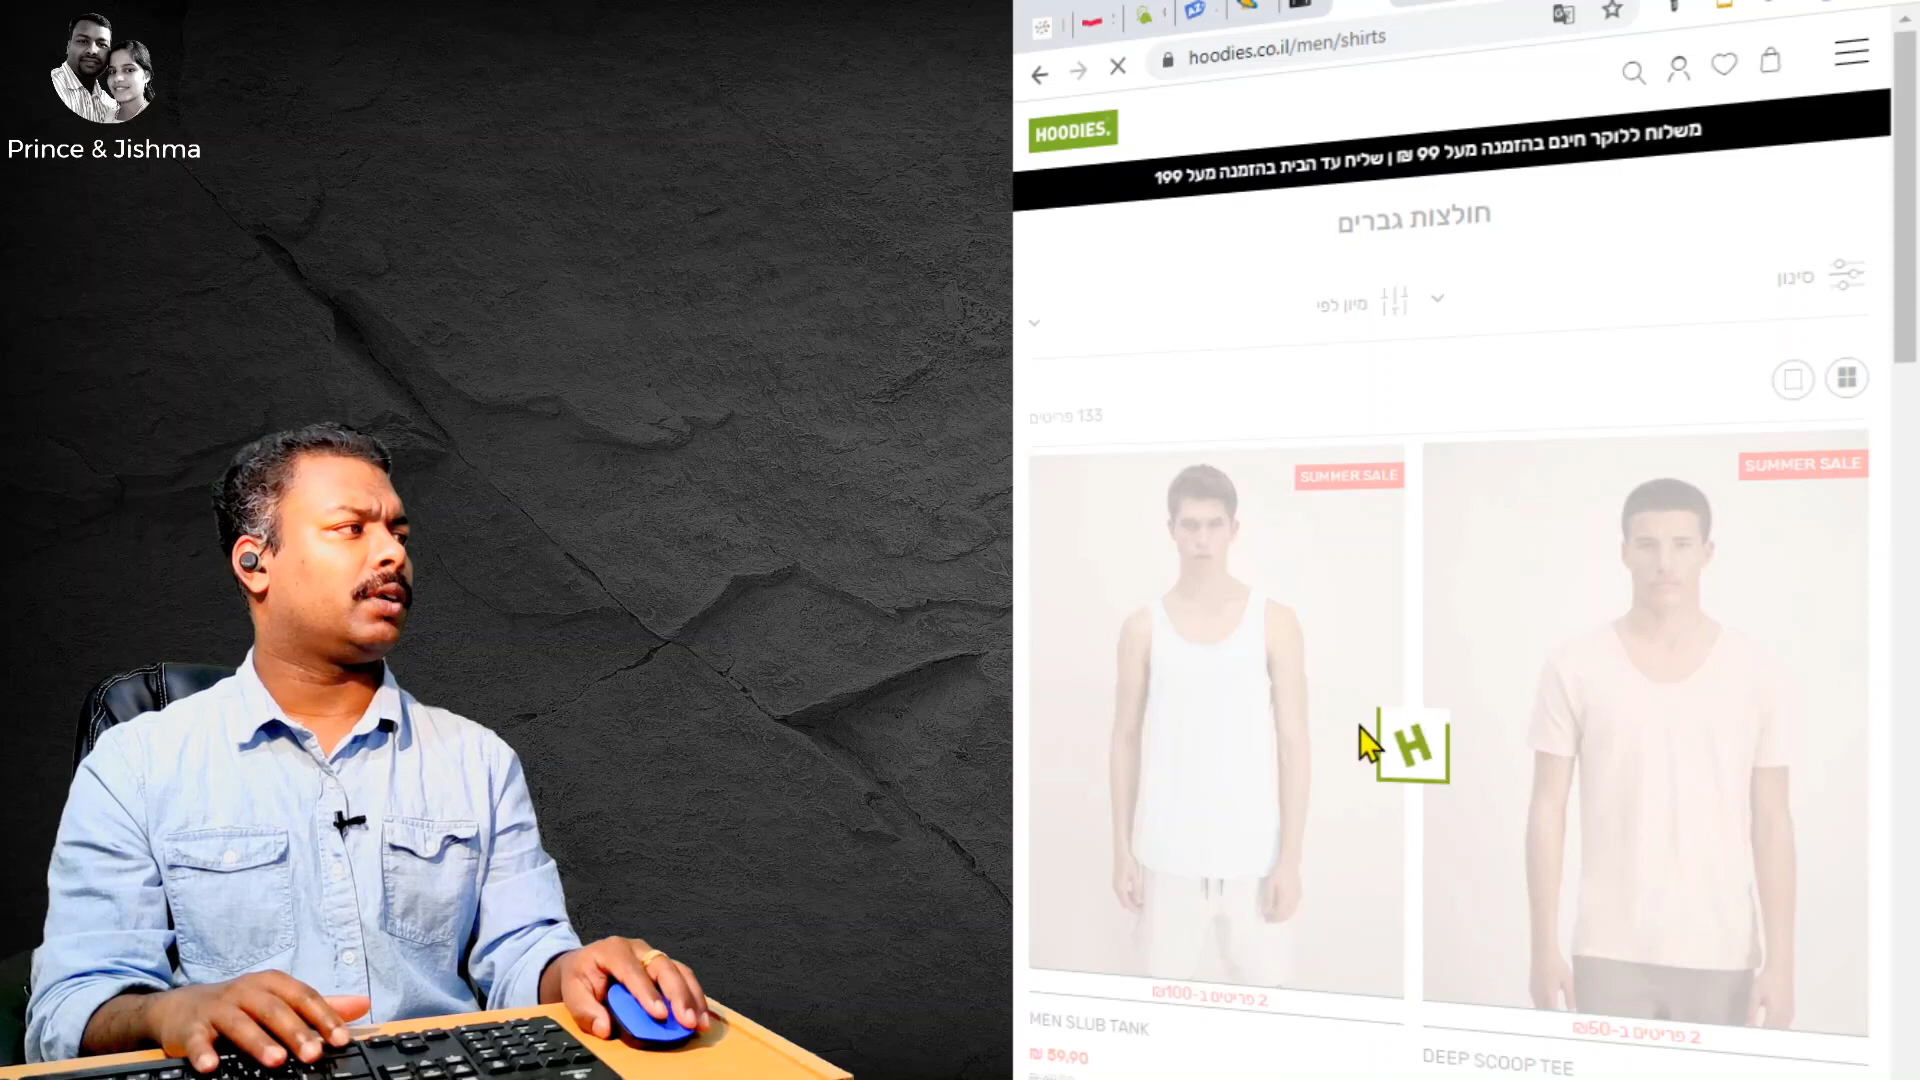 Prince & Jishma
hoodies.co.il/men/shirts
HOODIES.
משלוח ללוקר חינם בהזמנה מעל 99 ₪ | שליח עד הבית בהזמנה מעל 199
חולצות גברים
סינון
מיון לפי
133 פריטים
SUMMER SALE
SUMMER SALE
H
2 פריטים ב-100₪
2 פריטים ב-50₪
MEN SLUB TANK
₪ 59.90
DEEP SCOOP TEE